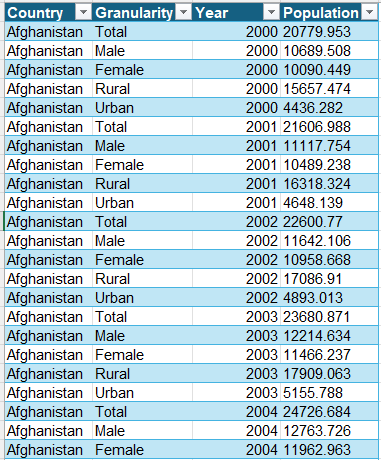 Country Granularity Year Population
Afghanistan Total 2000 20779.953
Afghanistan Male 2000 10689.508
Afghanistan Female 2000 10090.449
Afghanistan Rural 2000 15657.474
Afghanistan Urban 2000 4436.282
Afghanistan Total 2001 21606.988
Afghanistan Male 2001 11117.754
Afghanistan Female 2001 10489.238
Afghanistan Rural 2001 16318.324
Afghanistan Urban 2001 4648.139
Afghanistan Total 2002 22600.77
Afghanistan Male 2002 11642.106
Afghanistan Female 2002 10958.668
Afghanistan Rural 2002 17086.91
Afghanistan Urban 2002 4893.013
Afghanistan Total 2003 23680.871
Afghanistan Male 2003 12214.634
Afghanistan Female 2003 11466.237
Afghanistan Rural 2003 17909.063
Afghanistan Urban 2003 5155.788
Afghanistan Total 2004 24726.684
Afghanistan Male 2004 12763.726
Afghanistan Female 2004 11962.963